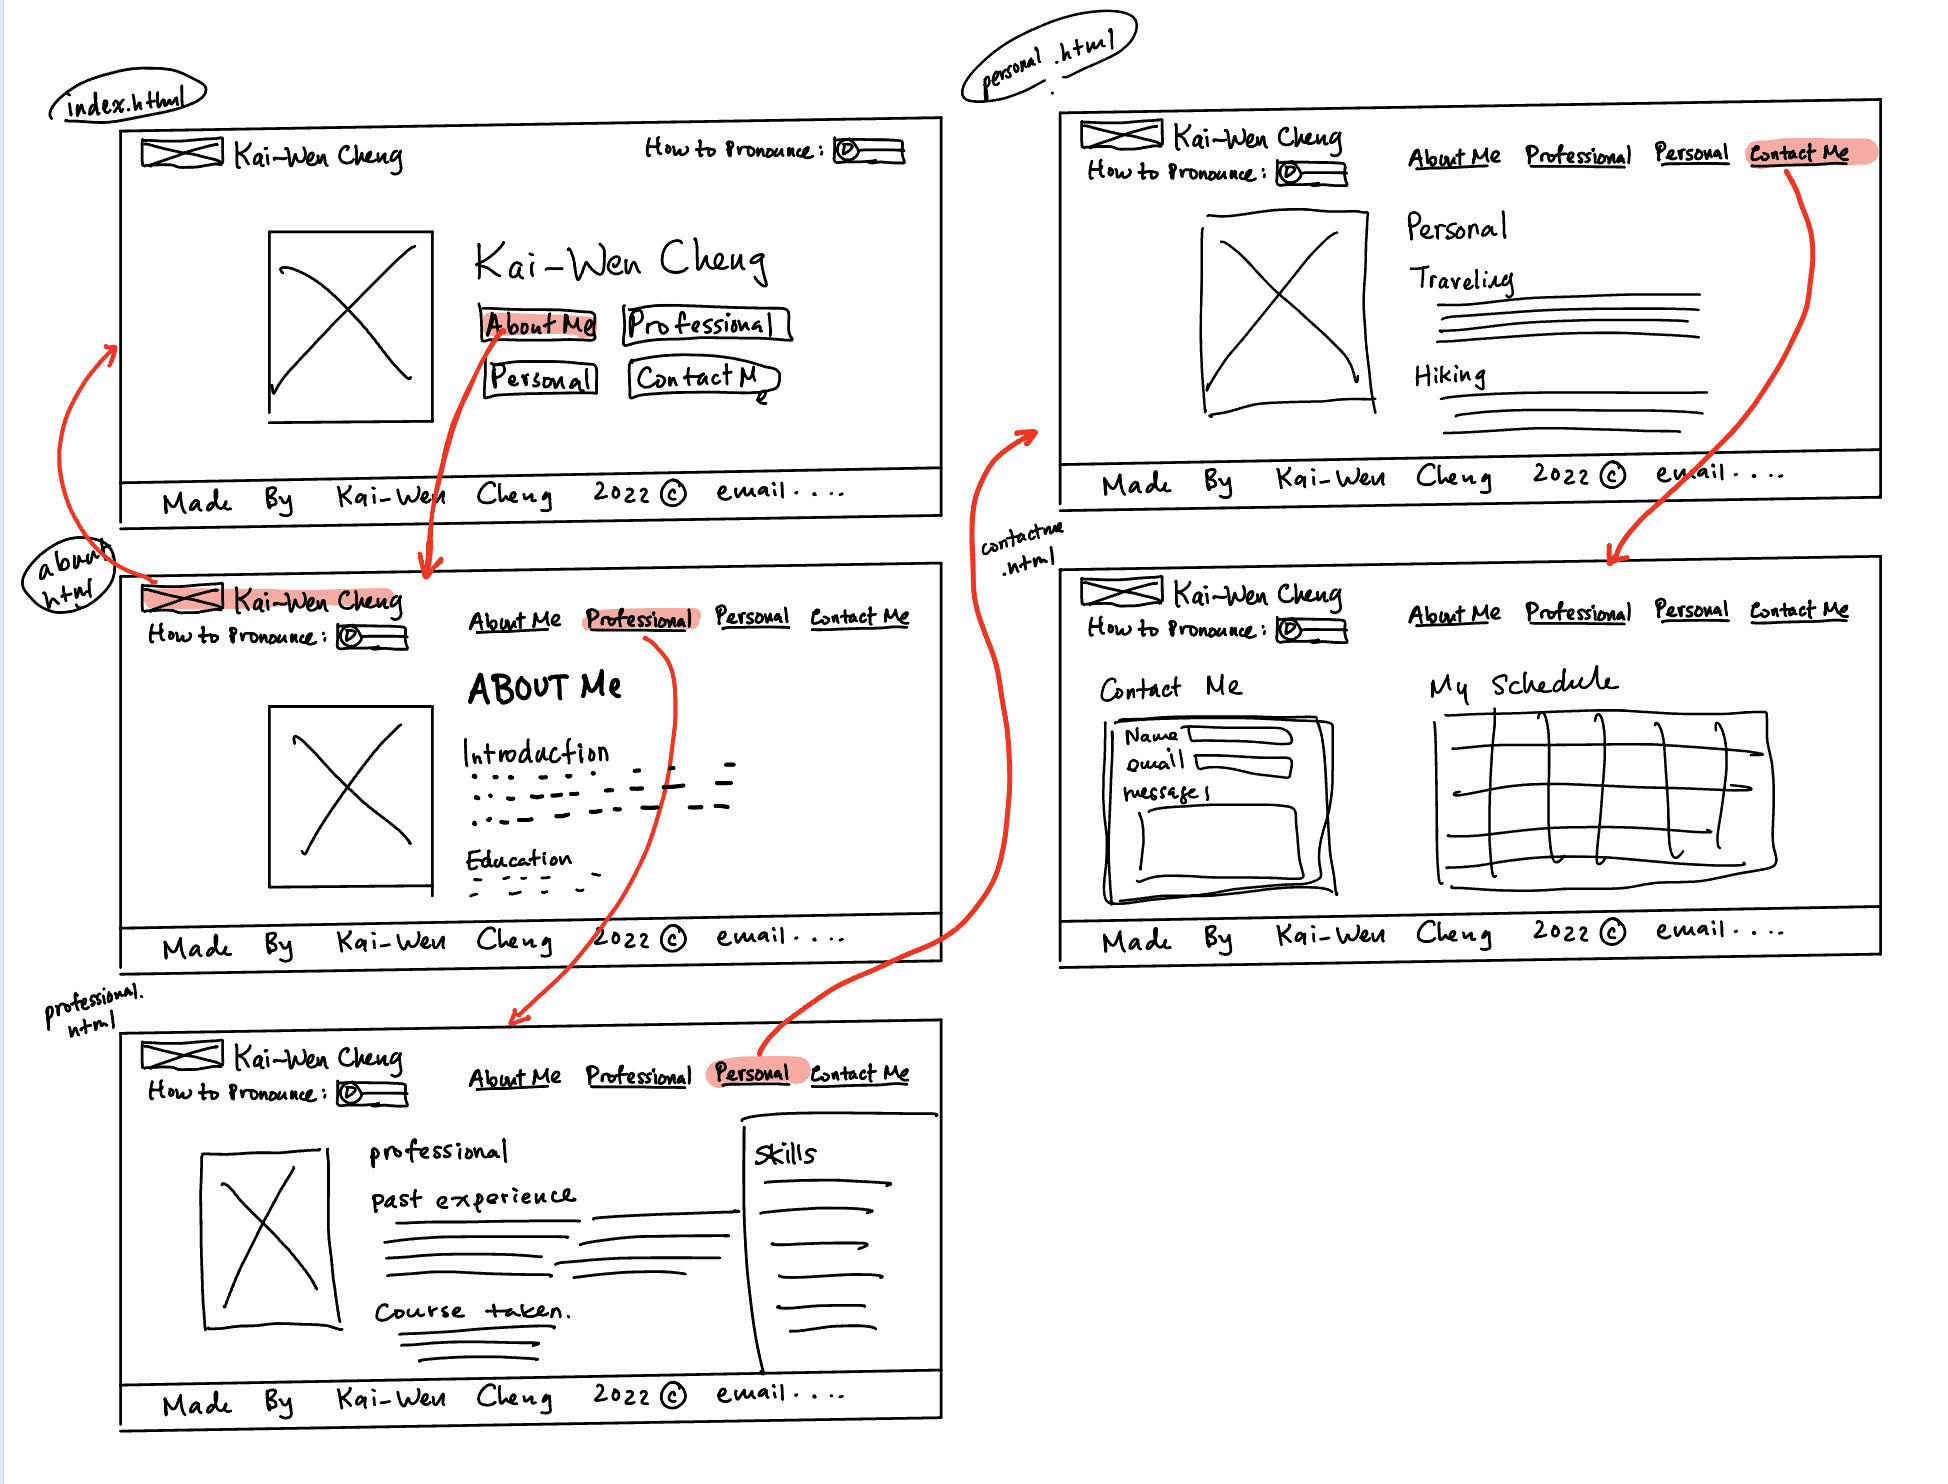 index.html
Kai-Wen Cheng
How to Pronounce:
Kai-Wen Cheng
About Me
Professional
Personal
Contact Me
Made By Kai-Wen Cheng 2022 © email....
about
html
Kai-Wen Cheng
How to Pronounce:
About Me Professional Personal Contact Me
ABOUT Me
Introduction
Education
Made By Kai-Wen Cheng 2022 © email....
professional.
html
Kai-Wen Cheng
How to Pronounce:
About Me Professional Personal Contact Me
professional
past experience
Course taken.
Skills
Made By Kai-Wen Cheng 2022 © email....
personal.html
Kai-Wen Cheng
How to Pronounce:
About Me Professional Personal Contact Me
Personal
Traveling
Hiking
Made By Kai-Wen Cheng 2022 © email....
contactme
.html
Kai-Wen Cheng
How to Pronounce:
About Me Professional Personal Contact Me
Contact Me
Name
email
messages
My Schedule
Made By Kai-Wen Cheng 2022 © email....